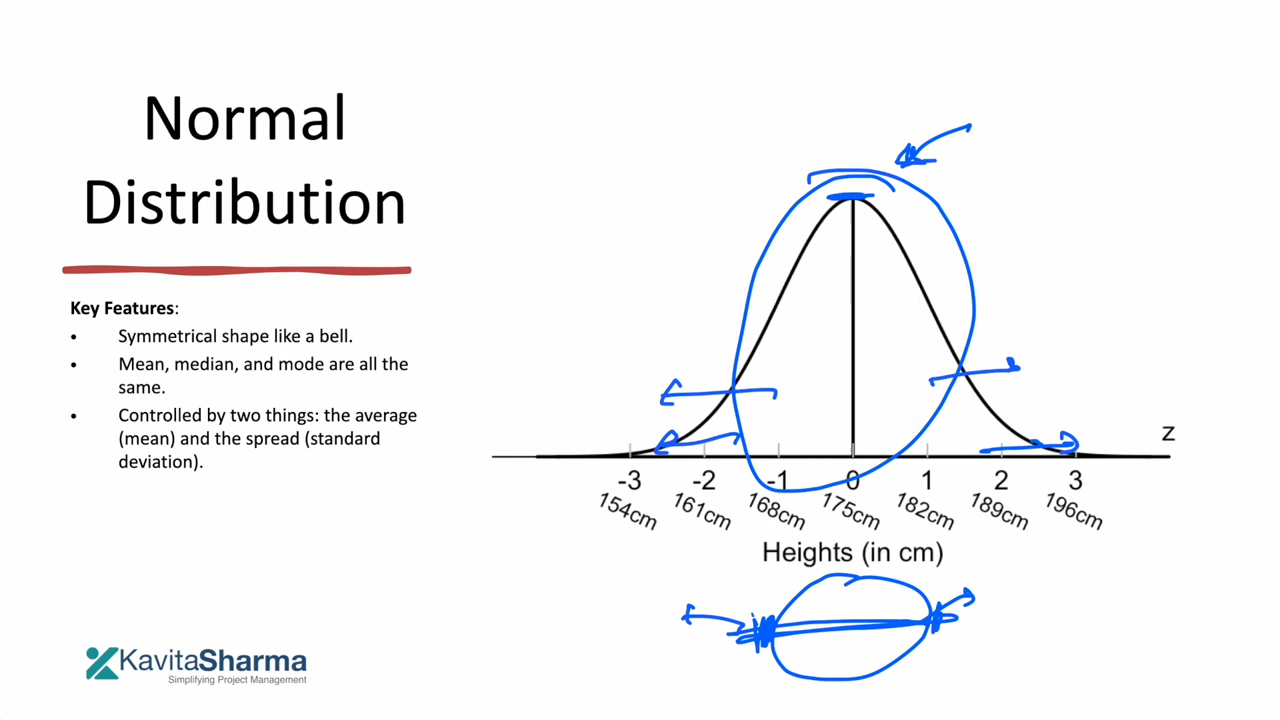 Normal
Distribution
Key Features:
• Symmetrical shape like a bell.
• Mean, median, and mode are all the
same.
• Controlled by two things: the average
(mean) and the spread (standard
deviation).
z
-3 -2 -1 0 1 2 3
154cm 161cm 168cm 175cm 182cm 189cm 196cm
Heights (in cm)
KavitaSharma
Simplifying Project Management